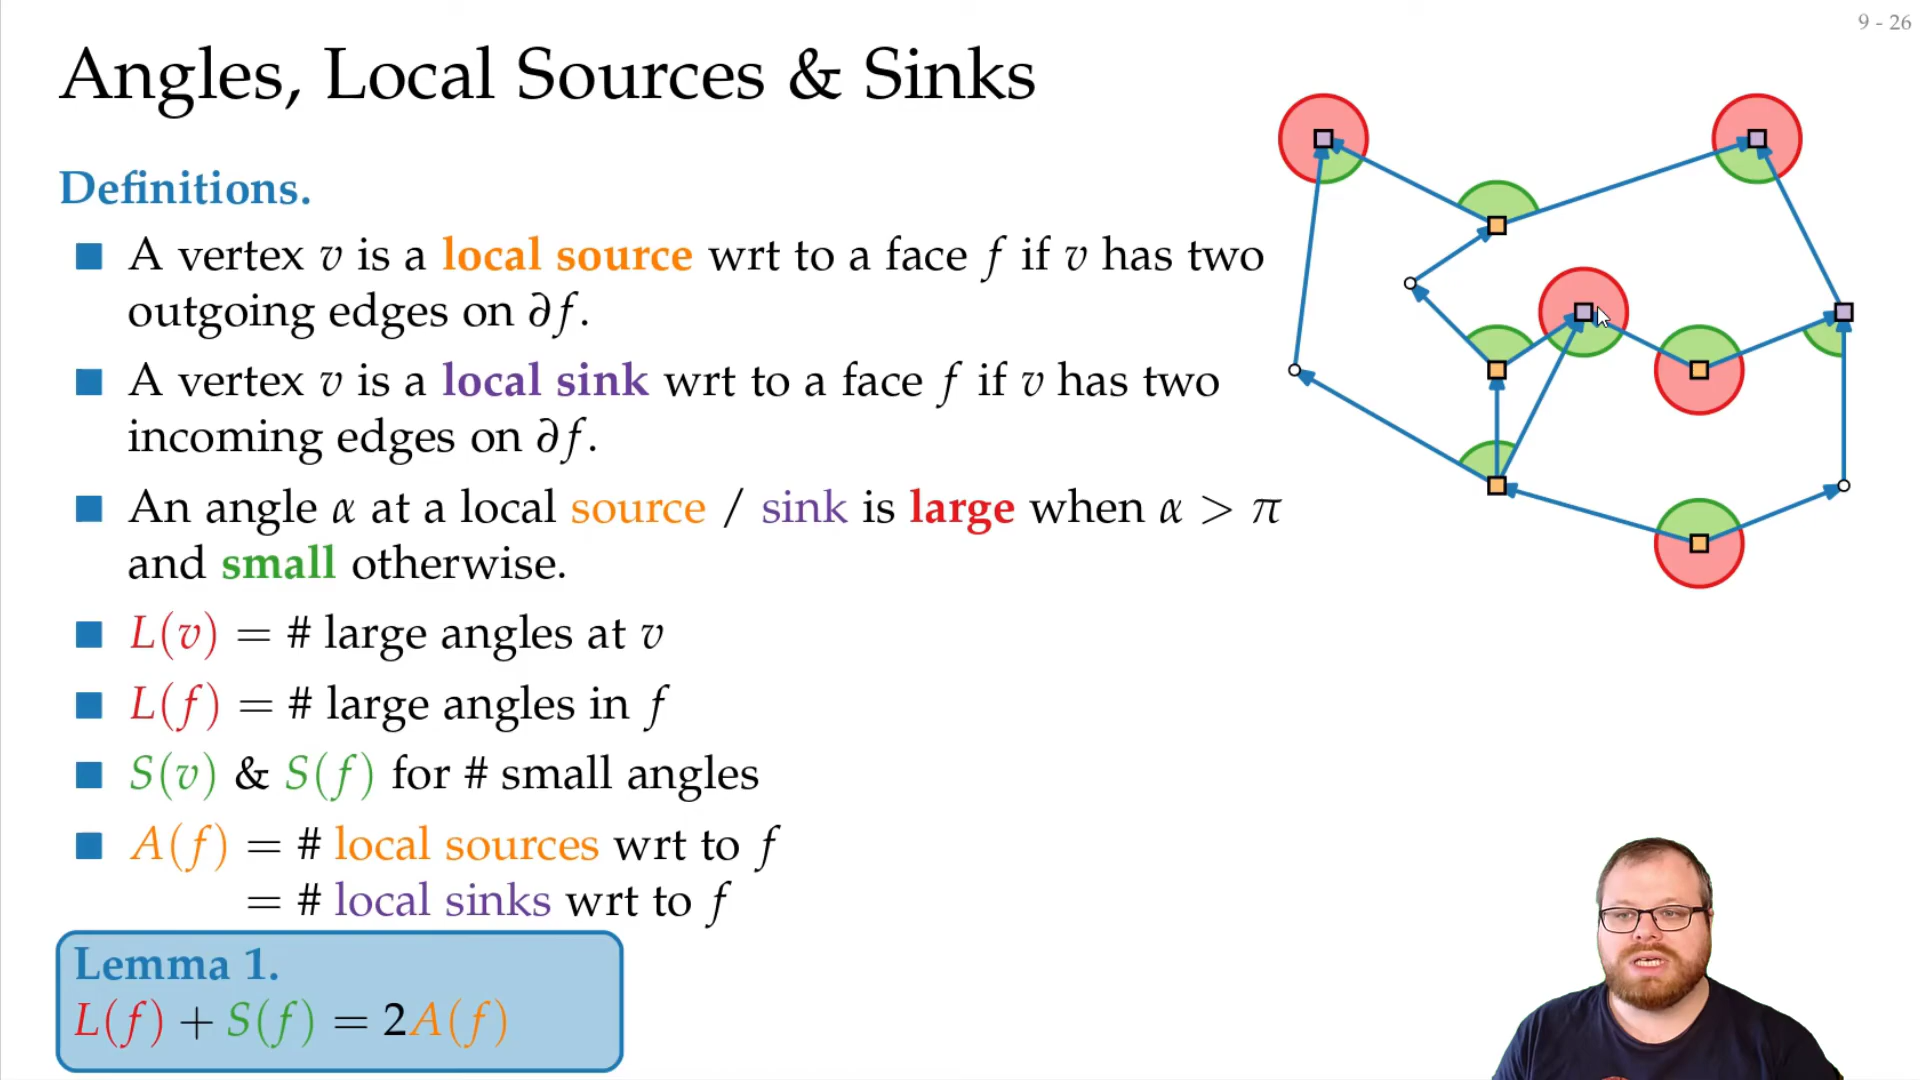 9 - 26
Angles, Local Sources & Sinks
Definitions.
A vertex v is a local source wrt to a face f if v has two
outgoing edges on ∂f.
A vertex v is a local sink wrt to a face f if v has two
incoming edges on ∂f.
An angle α at a local source / sink is large when α > π
and small otherwise.
L(v) = # large angles at v
L(f) = # large angles in f
S(v) & S(f) for # small angles
A(f) = # local sources wrt to f
= # local sinks wrt to f
Lemma 1.
L(f) + S(f) = 2A(f)